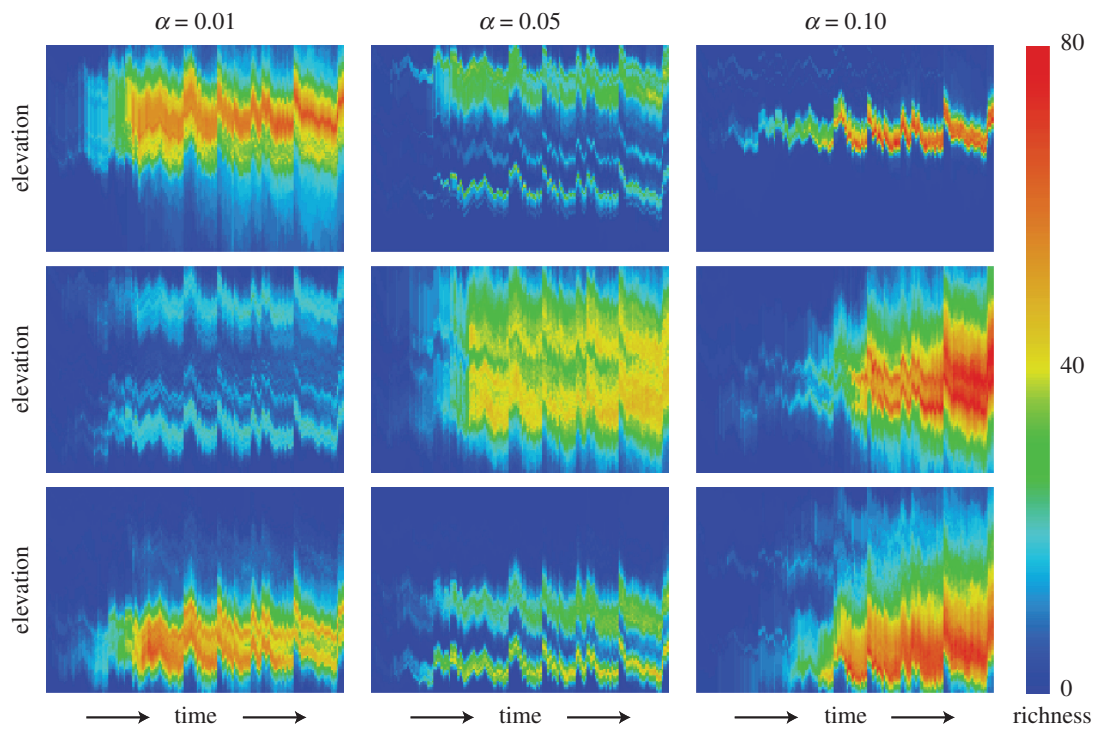 α = 0.01
α = 0.05
α = 0.10
80
elevation
40
elevation
elevation
0
time
time
time
richness